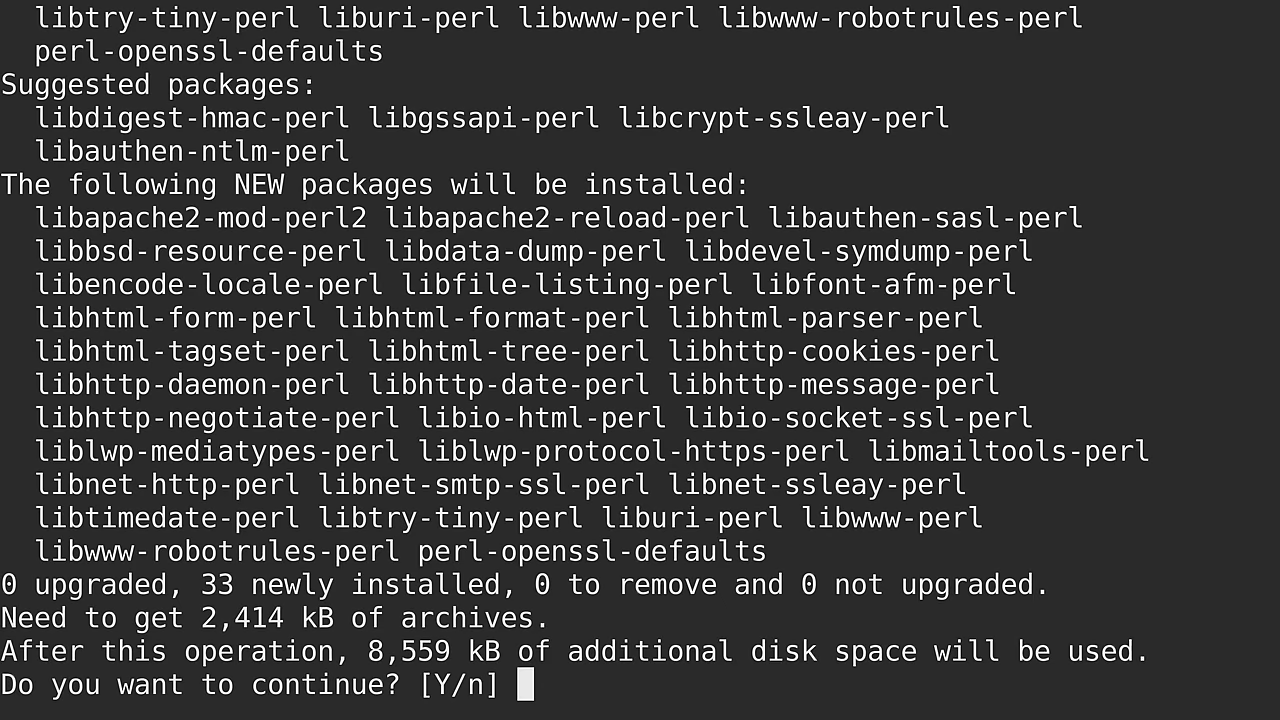 libtry-tiny-perl liburi-perl libwww-perl libwww-robotrules-perl
perl-openssl-defaults
Suggested packages:
libdigest-hmac-perl libgssapi-perl libcrypt-ssleay-perl
libauthen-ntlm-perl
The following NEW packages will be installed:
libapache2-mod-perl2 libapache2-reload-perl libauthen-sasl-perl
libbsd-resource-perl libdata-dump-perl libdevel-symdump-perl
libencode-locale-perl libfile-listing-perl libfont-afm-perl
libhtml-form-perl libhtml-format-perl libhtml-parser-perl
libhtml-tagset-perl libhtml-tree-perl libhttp-cookies-perl
libhttp-daemon-perl libhttp-date-perl libhttp-message-perl
libhttp-negotiate-perl libio-html-perl libio-socket-ssl-perl
liblwp-mediatypes-perl liblwp-protocol-https-perl libmailtools-perl
libnet-http-perl libnet-smtp-ssl-perl libnet-ssleay-perl
libtimedate-perl libtry-tiny-perl liburi-perl libwww-perl
libwww-robotrules-perl perl-openssl-defaults
0 upgraded, 33 newly installed, 0 to remove and 0 not upgraded.
Need to get 2,414 kB of archives.
After this operation, 8,559 kB of additional disk space will be used.
Do you want to continue? [Y/n]